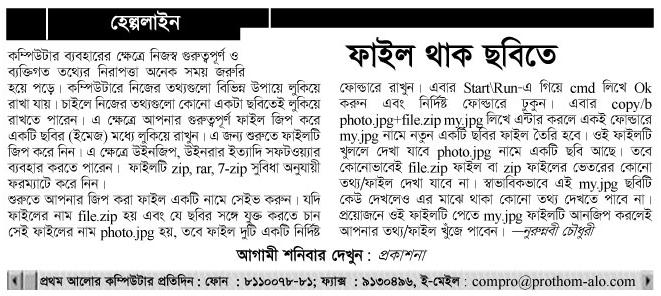 হেল্পলাইন
ফাইল থাক ছবিতে
কম্পিউটার ব্যবহারের ক্ষেত্রে নিজস্ব গুরুত্বপূর্ণ ও
ব্যক্তিগত তথ্যের নিরাপত্তা অনেক সময় জরুরি
হয়ে পড়ে। কম্পিউটারে নিজের তথ্যগুলো বিভিন্ন উপায়ে লুকিয়ে
রাখা যায়। চাইলে নিজের তথ্যগুলো কোনো একটা ছবিতেই লুকিয়ে
রাখতে পারেন। এ ক্ষেত্রে আপনার গুরুত্বপূর্ণ ফাইল জিপ করে
একটি ছবির (ইমেজ) মধ্যে লুকিয়ে রাখুন। এ জন্য শুরুতে ফাইলটি
জিপ করে নিন। এ ক্ষেত্রে উইনজিপ, উইনরার ইত্যাদি সফটওয়্যার
ব্যবহার করতে পারেন। ফাইলটি zip, rar, 7-zip সুবিধা অনুযায়ী
ফরম্যাটে করে নিন।
শুরুতে আপনার জিপ করা ফাইল একটি নামে সেইভ করুন। যদি
ফাইলের নাম file.zip হয় এবং যে ছবির সঙ্গে যুক্ত করতে চান
সেই ফাইলের নাম photo.jpg হয়, তবে ফাইল দুটি একটি নির্দিষ্ট
ফোল্ডারে রাখুন। এবার Start\Run-এ গিয়ে cmd লিখে Ok
করুন এবং নির্দিষ্ট ফোল্ডারে ঢুকুন। এবার copy/b
photo.jpg+file.zip my.jpg লিখে এন্টার করলে একই ফোল্ডারে
my.jpg নামে নতুন একটি ছবির ফাইল তৈরি হবে। ওই ফাইলটি
খুললে দেখা যাবে photo.jpg নামে একটি ছবি আছে। তবে
কোনোভাবেই file.zip ফাইল বা zip ফাইলের ভেতরের কোনো
তথ্য/ফাইল দেখা যাবে না। স্বাভাবিকভাবে এই my.jpg ছবিটি
কেউ দেখলেও এর মাঝে থাকা কোনো তথ্য দেখতে পাবে না।
প্রয়োজনে ওই ফাইলটি পেতে my.jpg ফাইলটি আনজিপ করলেই
আপনার তথ্য/ফাইল খুঁজে পাবেন। —নুরুন্নবী চৌধুরী
আগামী শনিবার দেখুন : প্রকাশনা
প্রথম আলোর কম্পিউটার প্রতিদিন : ফোন : ৮১১০০৭৮-৮১; ফ্যাক্স : ৯১৩০৪৯৬, ই-মেইল : compro@prothom-alo.com